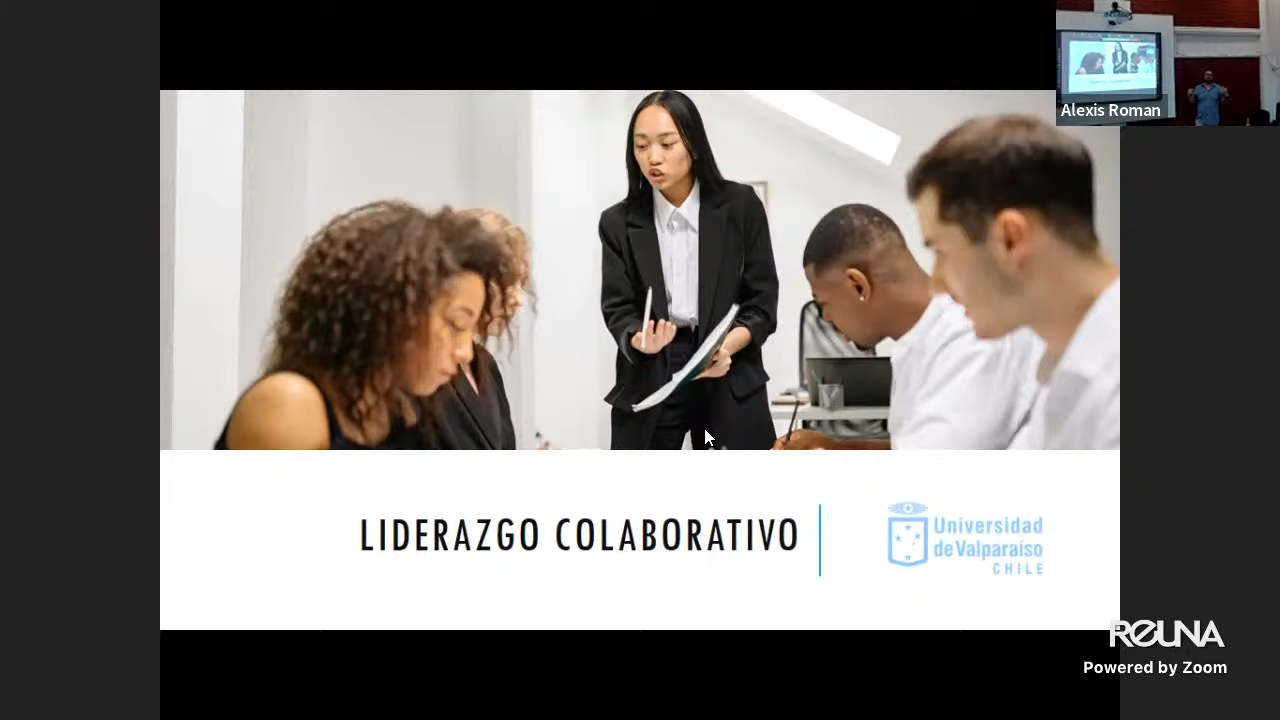 Alexis Roman
LIDERAZGO COLABORATIVO
Universidad
de Valparaíso
CHILE
REUNA
Powered by Zoom